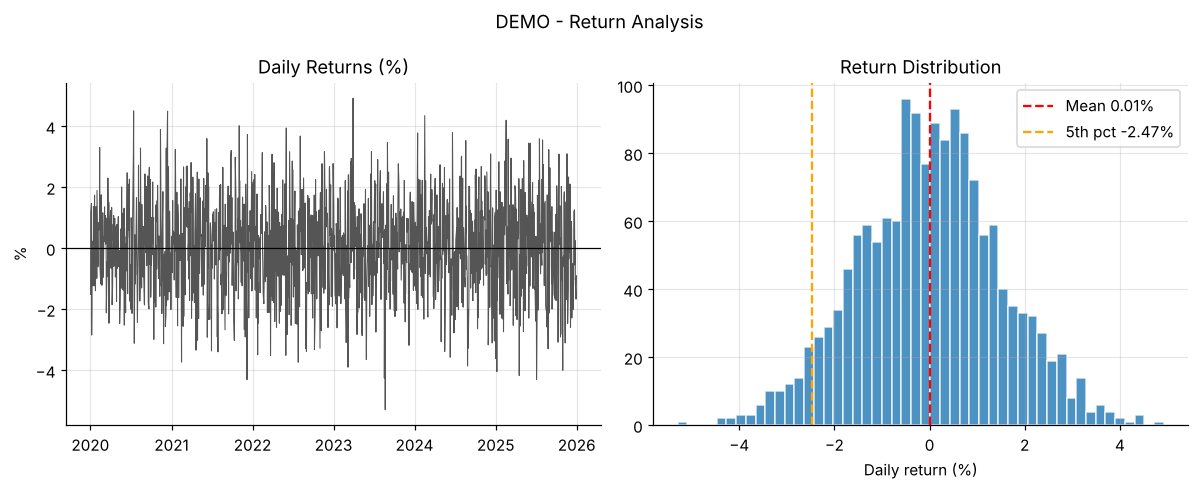 DEMO - Return Analysis
Daily Returns (%)
%
4
2
0
−2
−4
2020 2021 2022 2023 2024 2025 2026
Return Distribution
100
80
60
40
20
0
−4 −2 0 2 4
Daily return (%)
Mean 0.01%
5th pct -2.47%